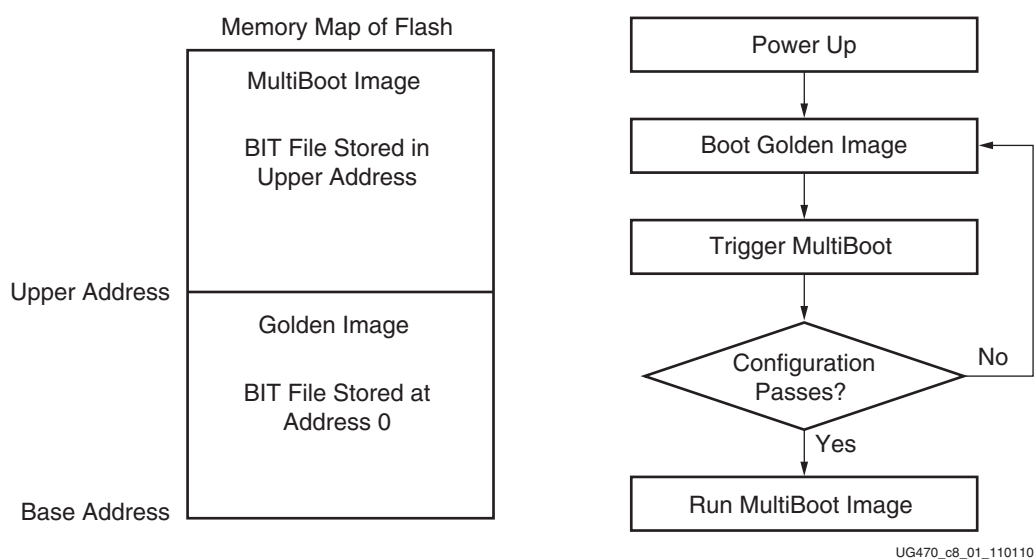 Memory Map of Flash
MultiBoot Image
BIT File Stored in
Upper Address
Upper Address
Golden Image
BIT File Stored at
Address 0
Base Address
Power Up
Boot Golden Image
Trigger MultiBoot
Configuration
Passes?
No
Yes
Run MultiBoot Image
UG470_c8_01_110110